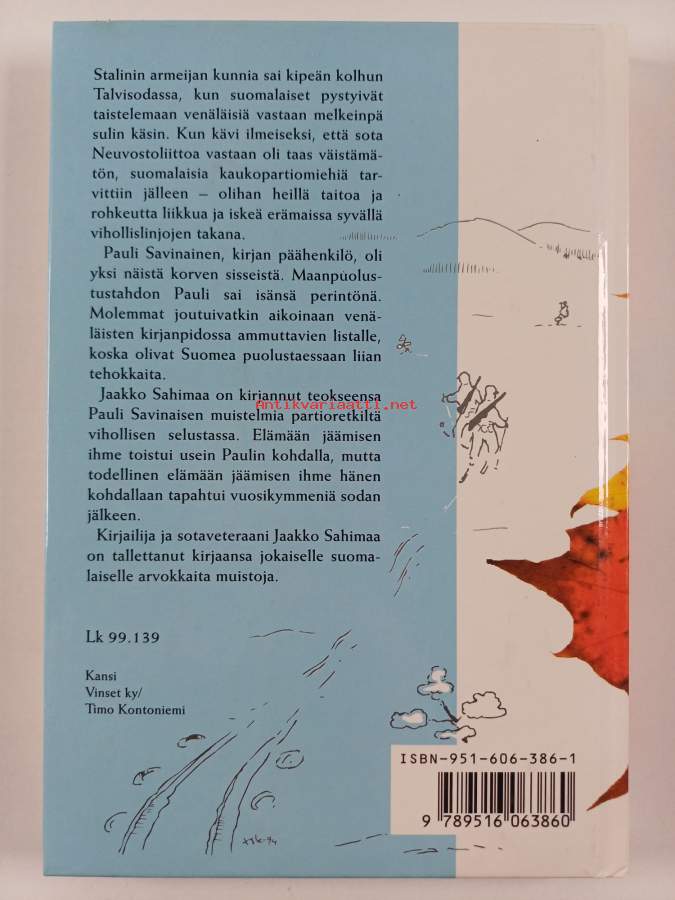 Stalinin armeijan kunnia sai kipeän kolhun
Talvisodassa, kun suomalaiset pystyivät
taistelemaan venäläisiä vastaan melkeinpä
sulin käsin. Kun kävi ilmeiseksi, että sota
Neuvostoliittoa vastaan oli taas väistämä-
tön, suomalaisia kaukopartiomiehiä tar-
vittiin jälleen – olihan heillä taitoa ja
rohkeutta liikkua ja iskeä erämaissa syvällä
vihollislinjojen takana.
Pauli Savinainen, kirjan päähenkilö, oli
yksi näistä korven sisseistä. Maanpuolus-
tustahdon Pauli sai isänsä perintönä.
Molemmat joutuivatkin aikoinaan venä-
läisten kirjanpidossa ammuttavien listalle,
koska olivat Suomea puolustaessaan liian
tehokkaita.
Jaakko Sahimaa on kirjannut teokseensa
Antikvariaatti.net
Pauli Savinaisen muistelmia partioretkiltä
vihollisen selustassa. Elämään jäämisen
ihme toistui usein Paulin kohdalla, mutta
todellinen elämään jäämisen ihme hänen
kohdallaan tapahtui vuosikymmeniä sodan
jälkeen.
Kirjailija ja sotaveteraani Jaakko Sahimaa
on tallettanut kirjaansa jokaiselle suoma-
laiselle arvokkaita muistoja.
Lk 99.139
Kansi
Vinset ky/
Timo Kontoniemi
ISBN-951-606-386-1
9 789516 063860